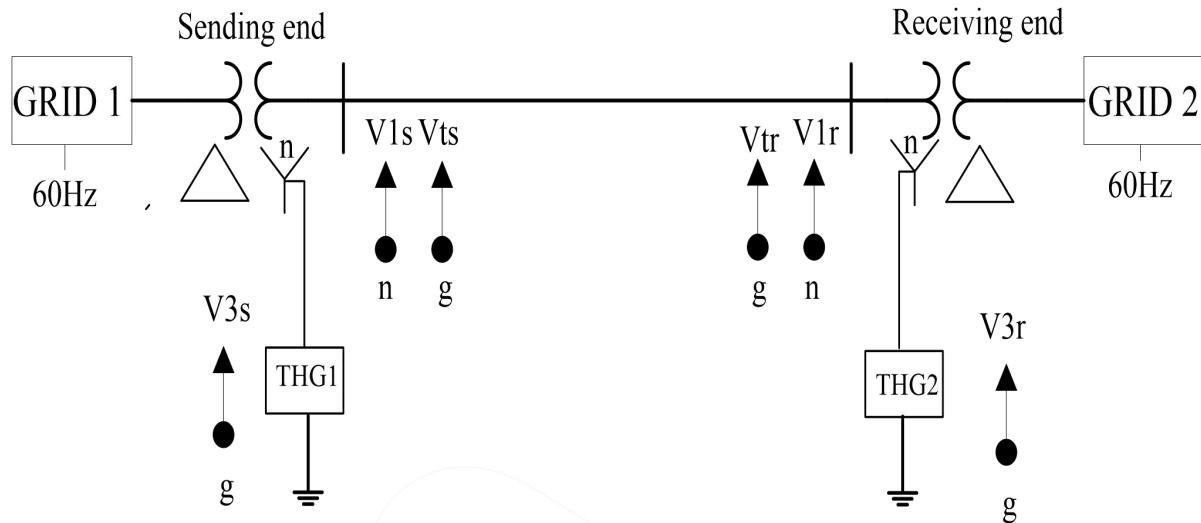 Sending end
Receiving end
GRID 1
GRID 2
60Hz
60Hz
n
n
V1s
Vts
Vtr
V1r
n
g
g
n
V3s
V3r
THG1
THG2
g
g